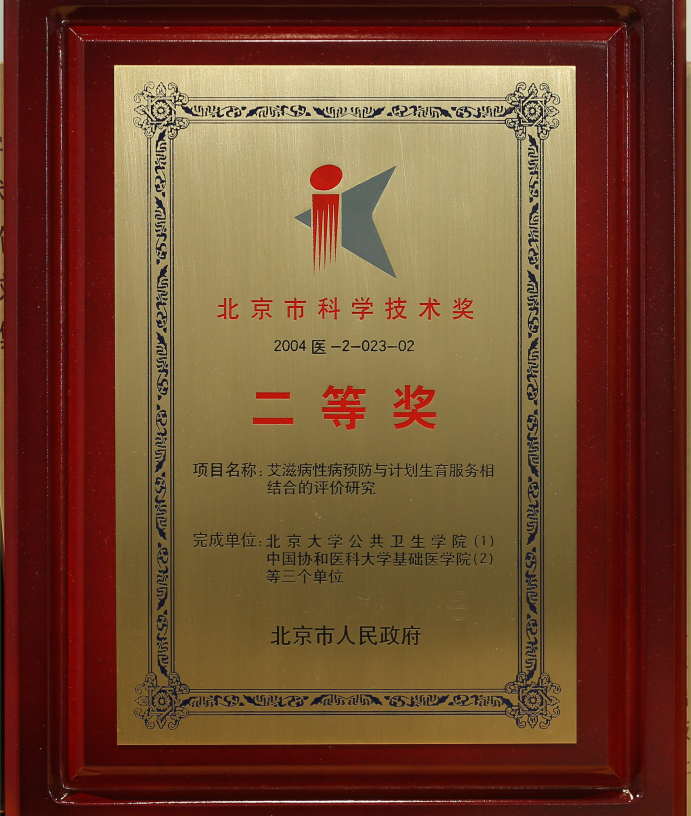 北京市科学技术奖
2004 医-2-023-02
二等奖
项目名称:艾滋病性病预防与计划生育服务相
结合的评价研究
完成单位:北京大学公共卫生学院(1)
中国协和医科大学基础医学院(2)
等三个单位
北京市人民政府